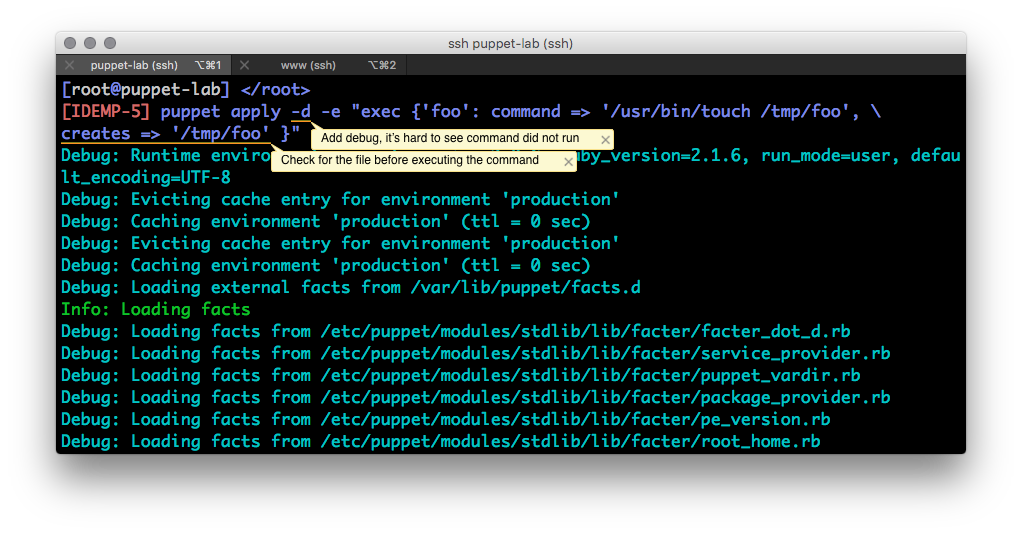 ssh puppet-lab (ssh)
puppet-lab (ssh) ⌥⌘1 www (ssh) ⌥⌘2
[root@puppet-lab] </root>
[IDEMP-5] puppet apply -d -e "exec {'foo': command => '/usr/bin/touch /tmp/foo', \
creates => '/tmp/foo' }"
Add debug, it's hard to see command did not run
Check for the file before executing the command
Debug: Runtime environ uby_version=2.1.6, run_mode=user, defau
lt_encoding=UTF-8
Debug: Evicting cache entry for environment 'production'
Debug: Caching environment 'production' (ttl = 0 sec)
Debug: Evicting cache entry for environment 'production'
Debug: Caching environment 'production' (ttl = 0 sec)
Debug: Loading external facts from /var/lib/puppet/facts.d
Info: Loading facts
Debug: Loading facts from /etc/puppet/modules/stdlib/lib/facter/facter_dot_d.rb
Debug: Loading facts from /etc/puppet/modules/stdlib/lib/facter/service_provider.rb
Debug: Loading facts from /etc/puppet/modules/stdlib/lib/facter/puppet_vardir.rb
Debug: Loading facts from /etc/puppet/modules/stdlib/lib/facter/package_provider.rb
Debug: Loading facts from /etc/puppet/modules/stdlib/lib/facter/pe_version.rb
Debug: Loading facts from /etc/puppet/modules/stdlib/lib/facter/root_home.rb